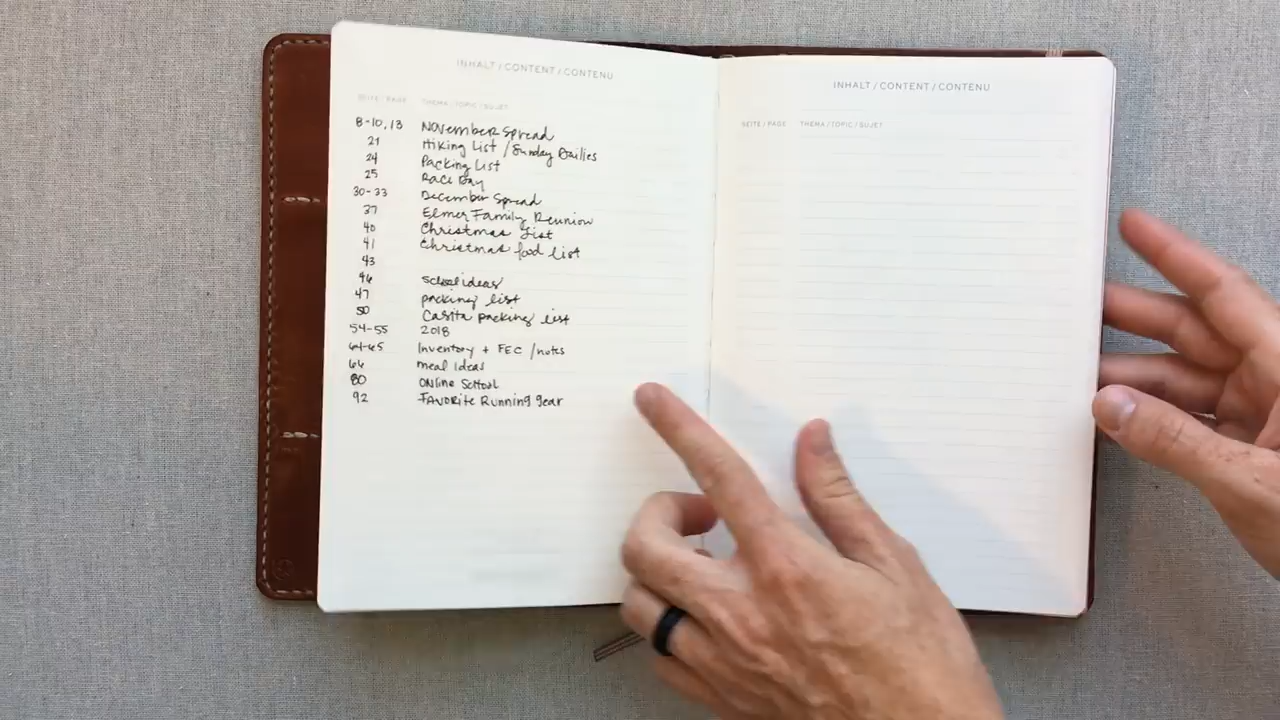 INHALT / CONTENT / CONTENU
SEITE / PAGE THEMA / TOPIC / SUJET
8-10, 13 November Spread
21 Hiking List / Sunday Dailies
24 Packing List
25 Race Day
30-33 December Spread
37 Elmer Family Reunion
40 Christmas List
41 Christmas food list
43
46 school ideas
47 packing list
50 Casita packing list
54-55 2018
64-65 Inventory + FEC / notes
66 meal ideas
80 Online School
92 FAVORITE Running gear
INHALT / CONTENT / CONTENU
SEITE / PAGE THEMA / TOPIC / SUJET